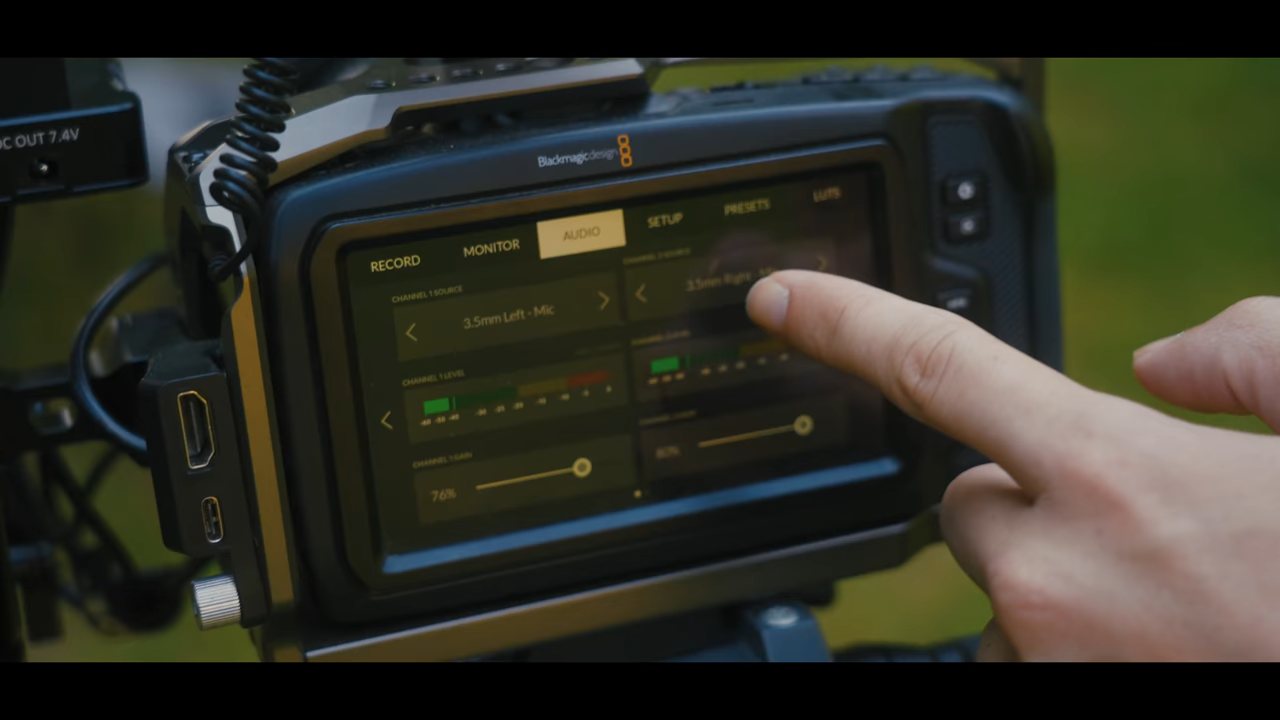 DC OUT 7.4V
Blackmagicdesign
RECORD MONITOR AUDIO SETUP PRESETS LUTS
CHANNEL 1 SOURCE
CHANNEL 2 SOURCE
3.5mm Left - Mic
3.5mm Right -
CHANNEL 1 LEVEL
CHANNEL 1 GAIN
76%
80%